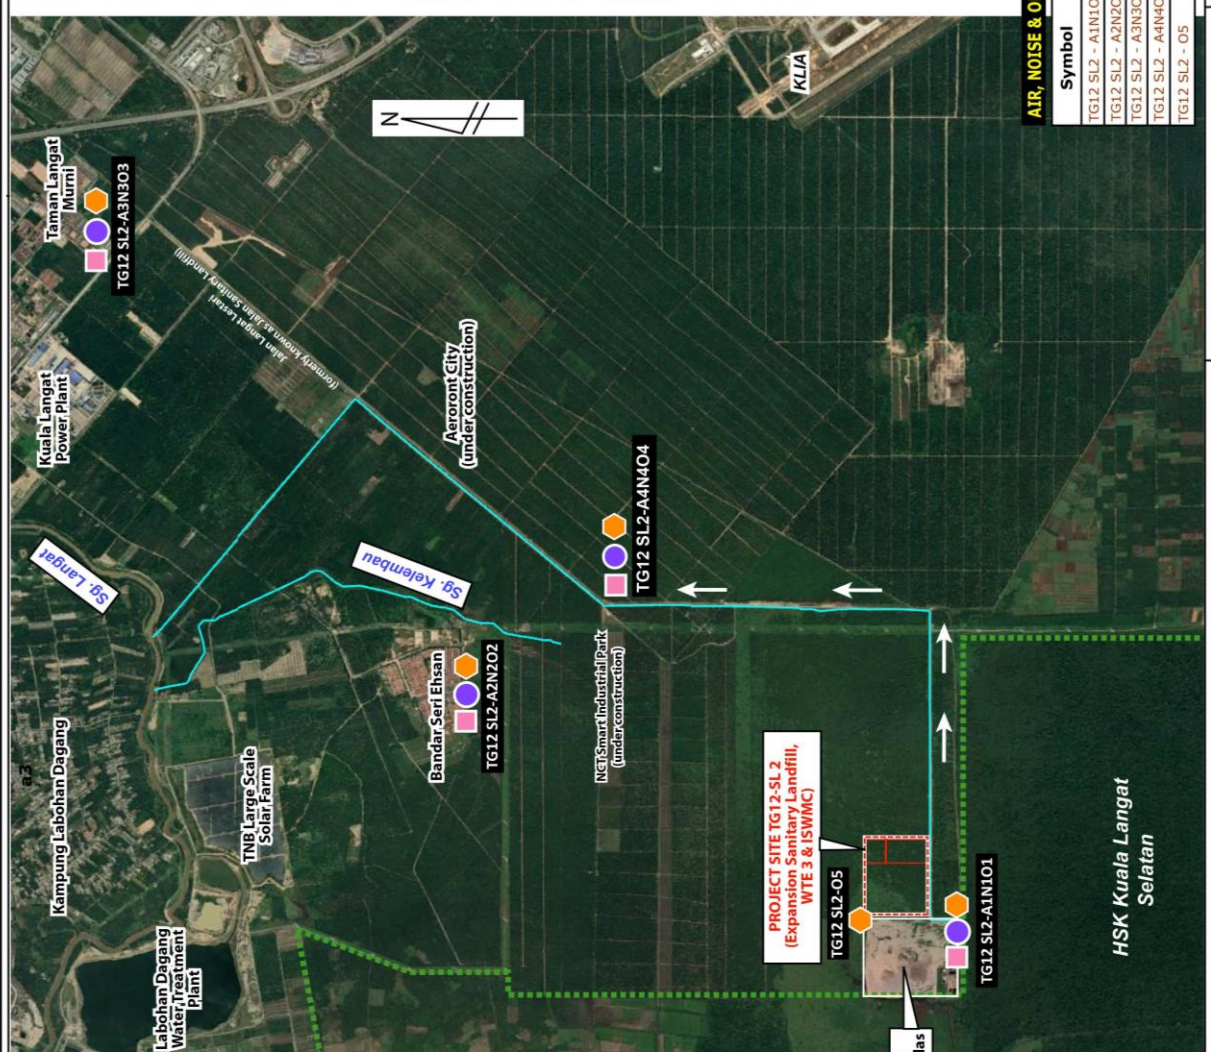 a3
Taman Langat
Murni
TG12 SL2-A3N3O3
Kuala Langat
Power Plant
Jalan Langat Lestari
(formerly known as Jalan Sanitary Landfill)
N
KLIA
Aeroront City
(under construction)
Sg. Langat
Sg. Kelembau
TG12 SL2-A4N4O4
Kampung Labohan Dagang
TNB Large Scale
Solar Farm
Bandar Seri Ehsan
TG12 SL2-A2N2O2
NCT Smart Industrial Park
(under construction)
Labohan Dagang
Water Treatment
Plant
PROJECT SITE TG12-SL 2
(Expansion Sanitary Landfill,
WTE 3 & ISWMC)
TG12 SL2-O5
TG12 SL2-A1N1O1
HSK Kuala Langat
Selatan
AIR, NOISE & O
Symbol
TG12 SL2 - A1N1O
TG12 SL2 - A2N2O
TG12 SL2 - A3N3O
TG12 SL2 - A4N4O
TG12 SL2 - O5